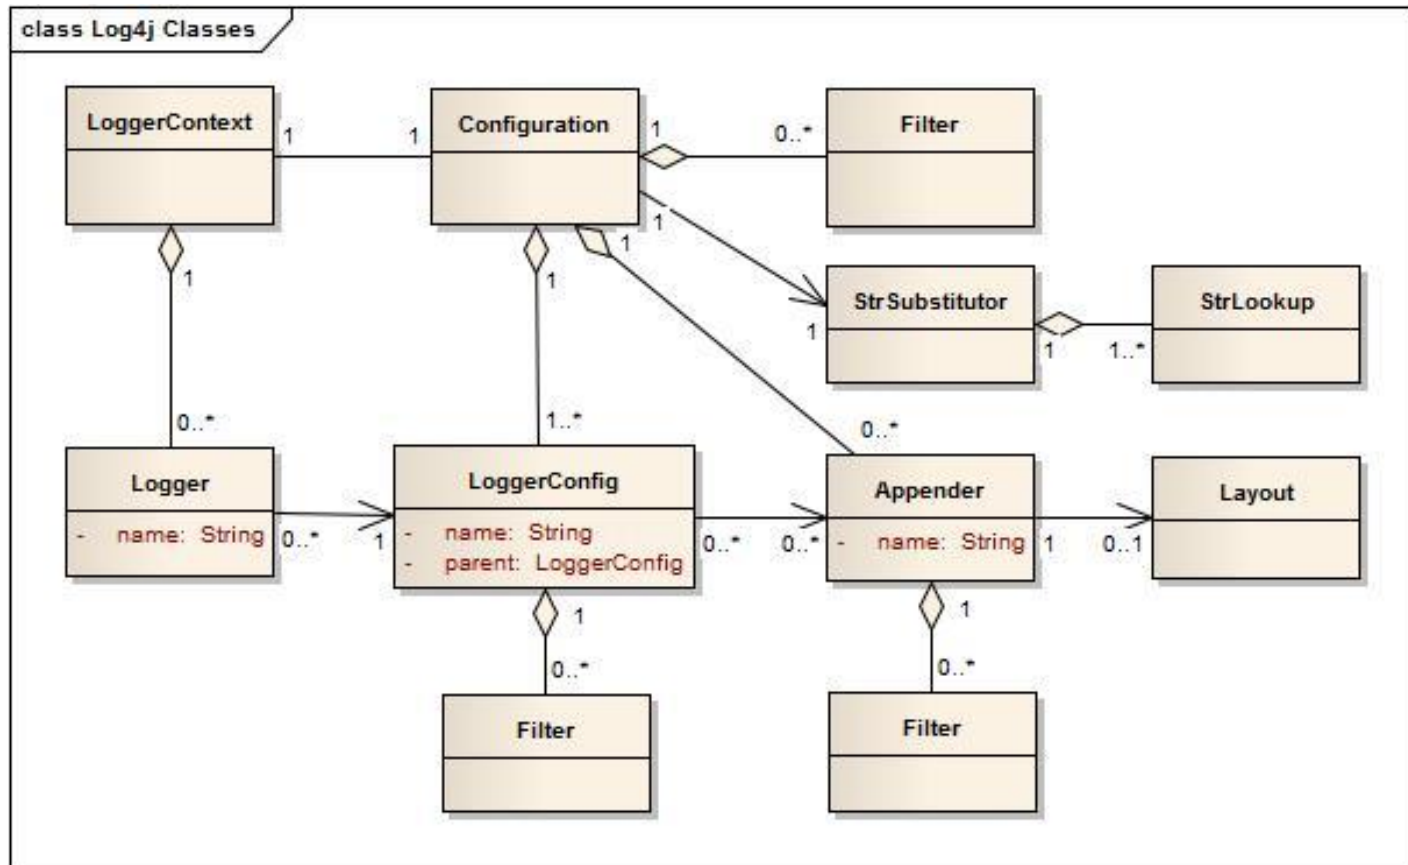 class Log4j Classes
LoggerContext
1
1
Configuration
1
0..*
Filter
1
1
1
1
1
StrSubstitutor
1
1..*
StrLookup
0..*
1..*
0..*
Logger
- name: String
0..*
1
LoggerConfig
- name: String
- parent: LoggerConfig
0..*
0..*
Appender
- name: String
1
0..1
Layout
1
0..*
Filter
1
0..*
Filter